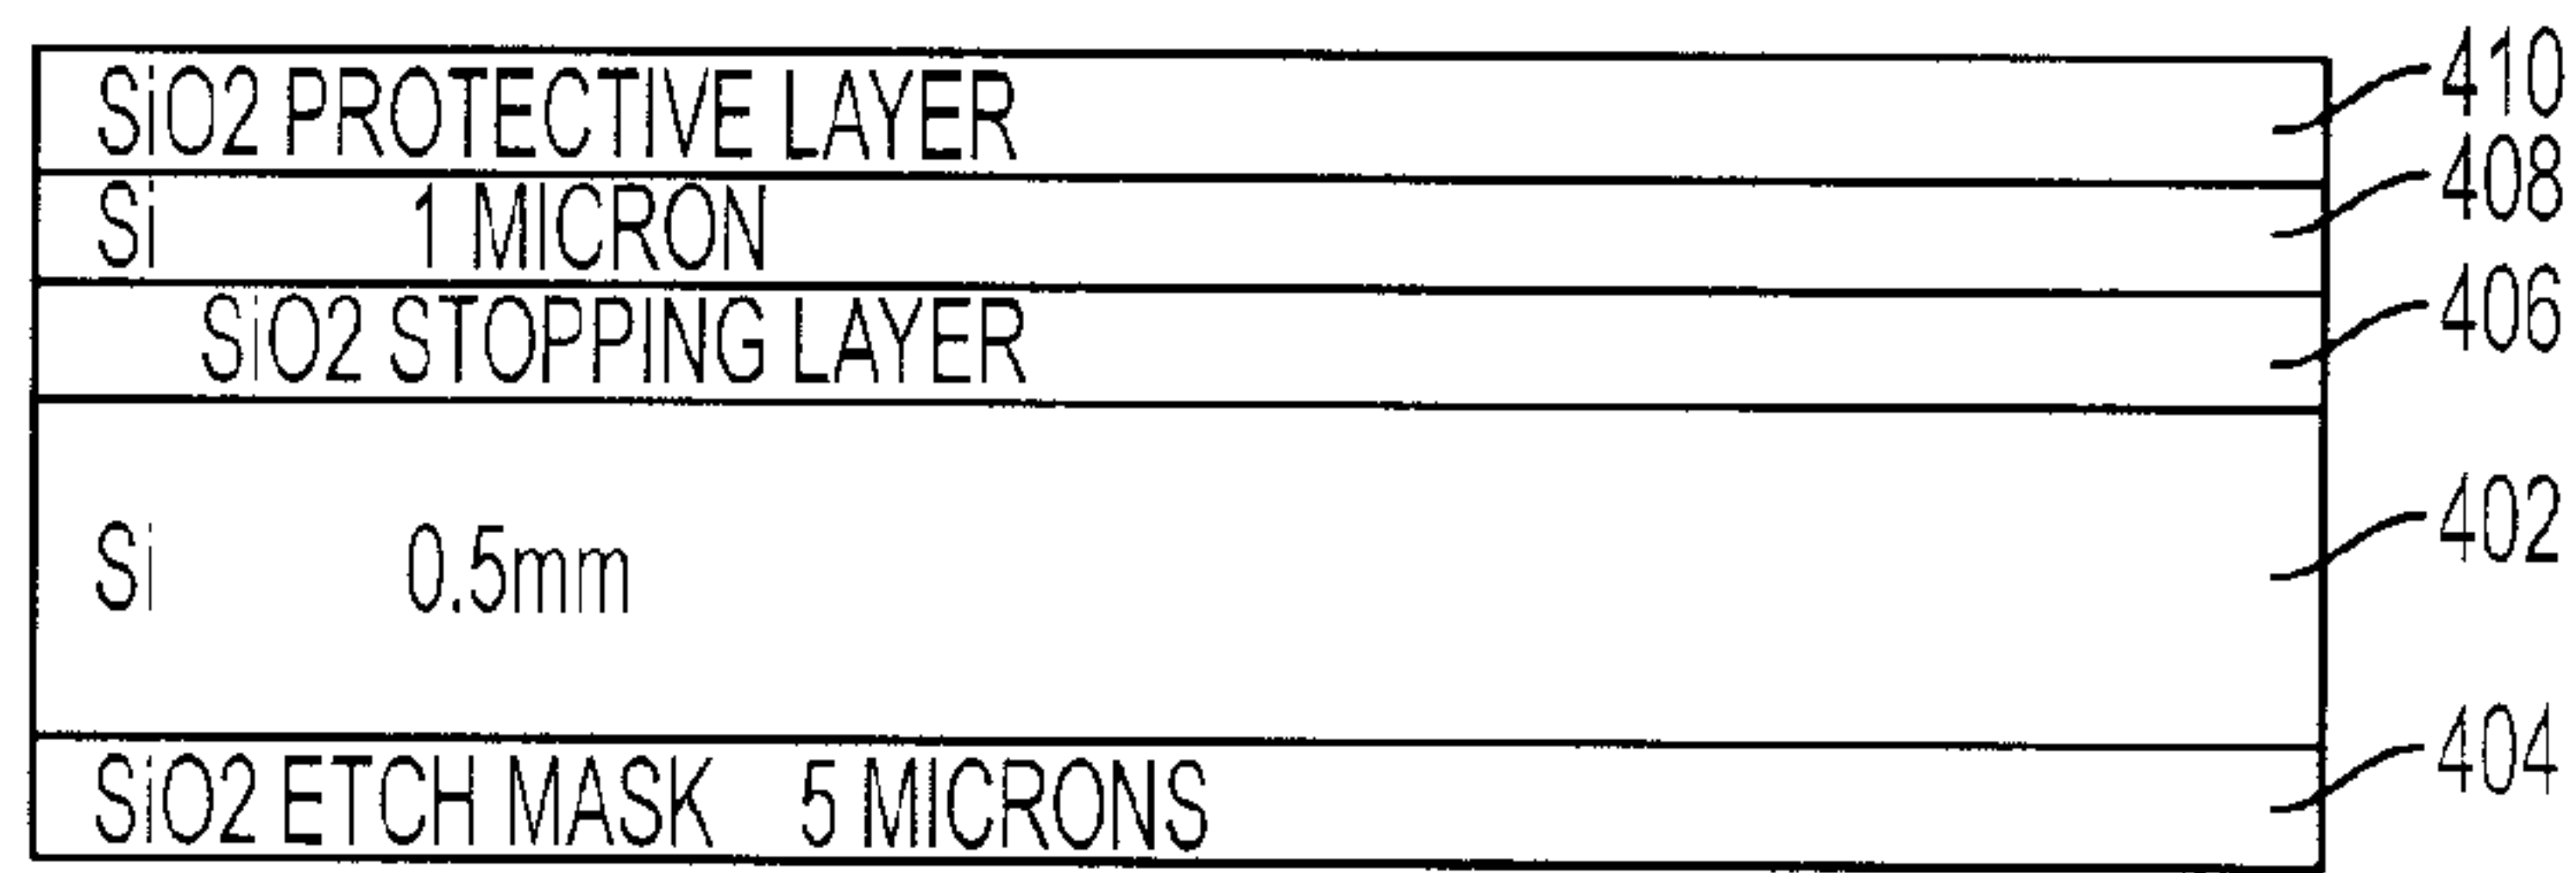 SiO2 PROTECTIVE LAYER 410
Si 1 MICRON 408
SiO2 STOPPING LAYER 406
Si 0.5mm 402
SiO2 ETCH MASK 5 MICRONS 404